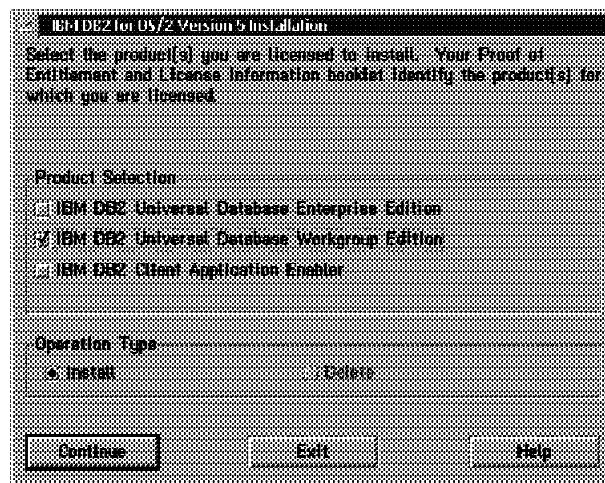 IBM DB2 for OS/2 Version 5 Installation
Select the product(s) you are licensed to install. Your Proof of
Entitlement and License Information booklet identify the product(s) for
which you are licensed.
Product Selection
IBM DB2 Universal Database Enterprise Edition
IBM DB2 Universal Database Workgroup Edition
IBM DB2 Client Application Enabler
Operation Type
Install Delete
Continue Exit Help